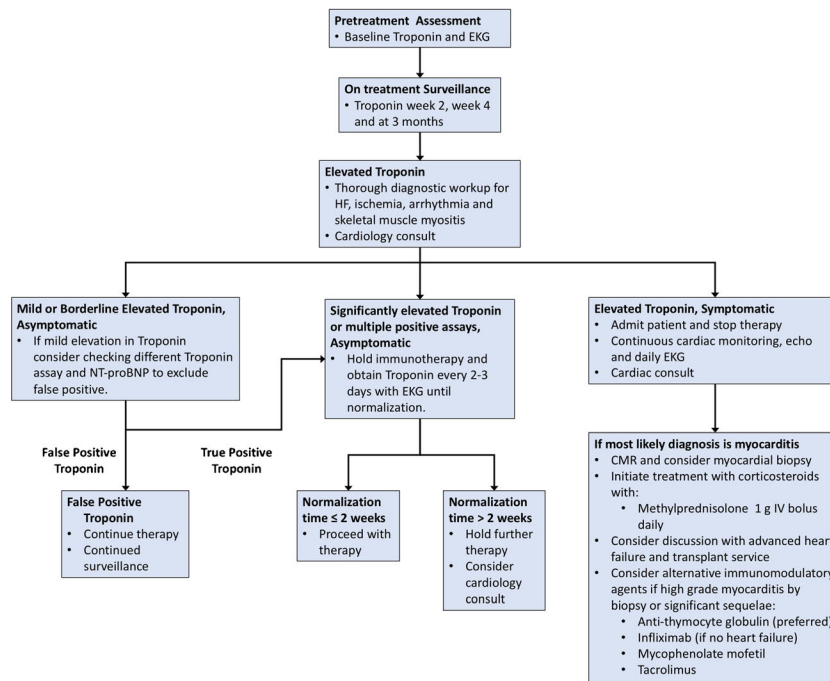 Pretreatment Assessment
• Baseline Troponin and EKG
On treatment Surveillance
• Troponin week 2, week 4
and at 3 months
Elevated Troponin
• Thorough diagnostic workup for
HF, ischemia, arrhythmia and
skeletal muscle myositis
• Cardiology consult
Mild or Borderline Elevated Troponin,
Asymptomatic
• If mild elevation in Troponin
consider checking different Troponin
assay and NT-proBNP to exclude
false positive.
Significantly elevated Troponin
or multiple positive assays,
Asymptomatic
• Hold immunotherapy and
obtain Troponin every 2-3
days with EKG until
normalization.
Elevated Troponin, Symptomatic
• Admit patient and stop therapy
• Continuous cardiac monitoring, echo
and daily EKG
• Cardiac consult
False Positive
Troponin
True Positive
Troponin
False Positive
Troponin
• Continue therapy
• Continued
surveillance
Normalization
time ≤ 2 weeks
• Proceed with
therapy
Normalization
time > 2 weeks
• Hold further
therapy
• Consider
cardiology
consult
If most likely diagnosis is myocarditis
• CMR and consider myocardial biopsy
• Initiate treatment with corticosteroids
with:
• Methylprednisolone 1 g IV bolus
daily
• Consider discussion with advanced heart
failure and transplant service
• Consider alternative immunomodulatory
agents if high grade myocarditis by
biopsy or significant sequelae:
• Anti-thymocyte globulin (preferred)
• Infliximab (if no heart failure)
• Mycophenolate mofetil
• Tacrolimus